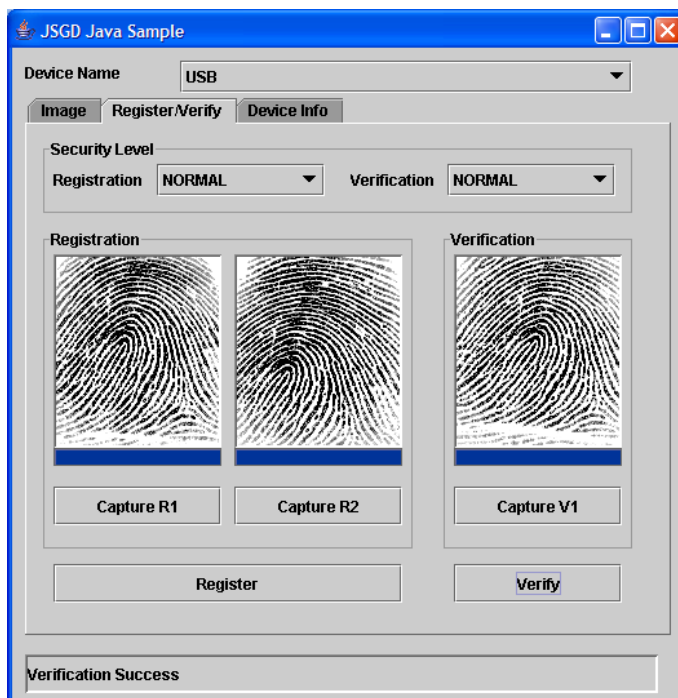 JSGD Java Sample
Device Name USB
Image Register/Verify Device Info
Security Level
Registration NORMAL Verification NORMAL
Registration Verification
Capture R1 Capture R2 Capture V1
Register Verify
Verification Success